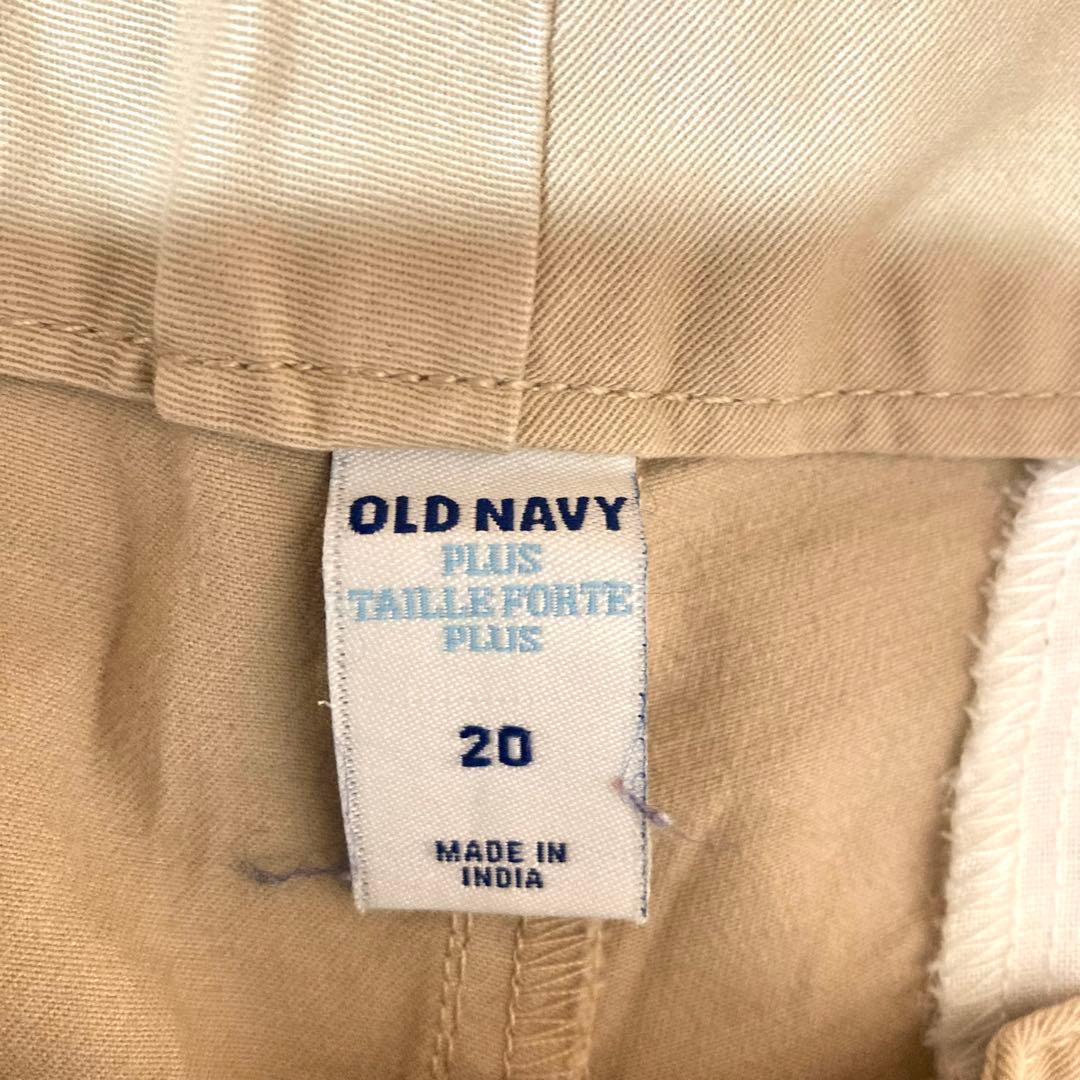 OLD NAVY
PLUS
TAILLE FORTE
PLUS
20
MADE IN
INDIA